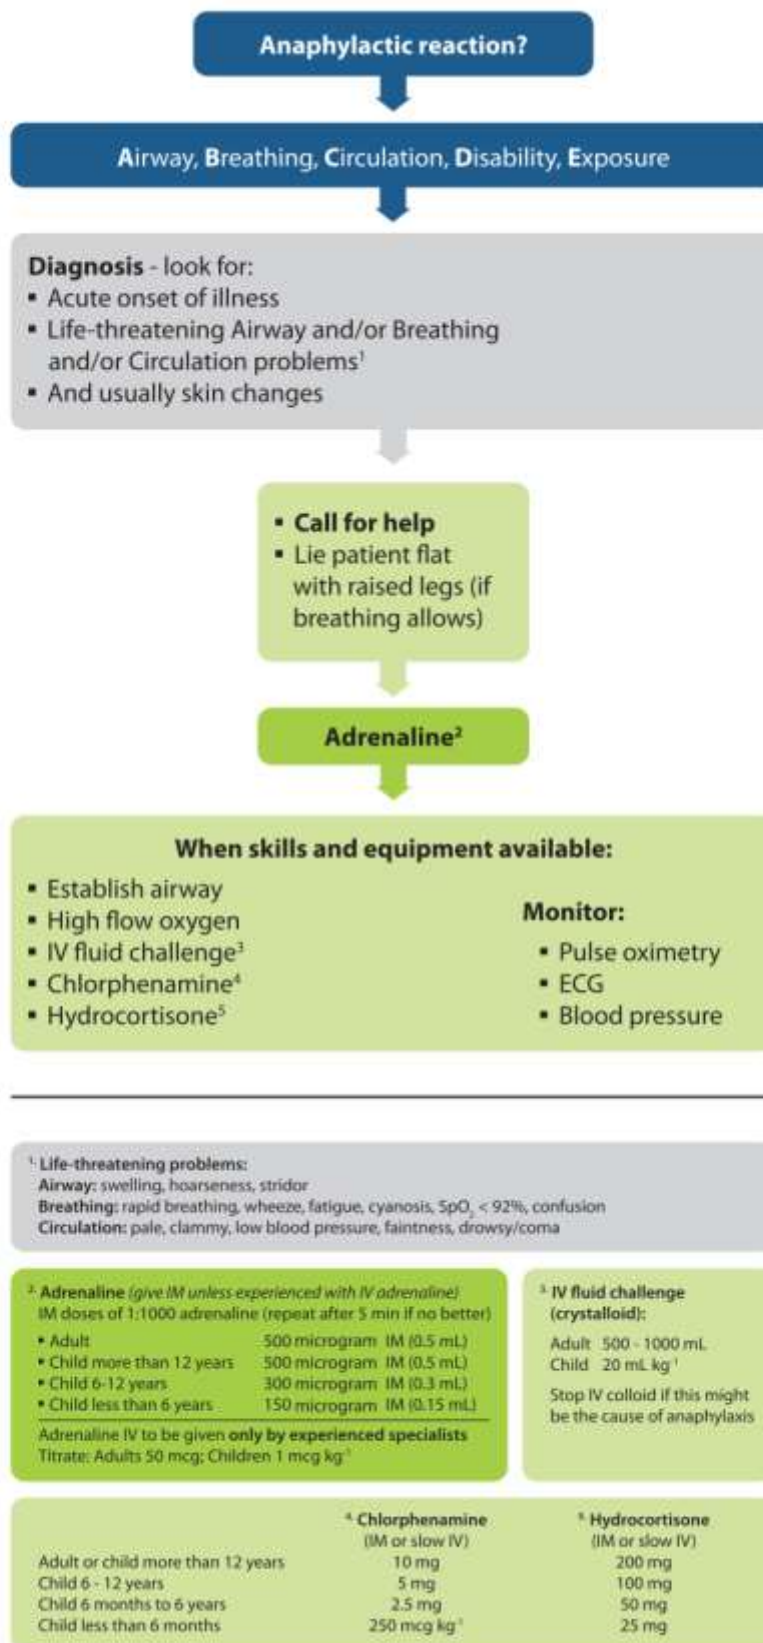 Anaphylactic reaction?
Airway, Breathing, Circulation, Disability, Exposure
Diagnosis - look for:
▪ Acute onset of illness
▪ Life-threatening Airway and/or Breathing
and/or Circulation problems¹
▪ And usually skin changes
▪ Call for help
▪ Lie patient flat
with raised legs (if
breathing allows)
Adrenaline²
When skills and equipment available:
▪ Establish airway
▪ High flow oxygen
▪ IV fluid challenge³
▪ Chlorphenamine⁴
▪ Hydrocortisone⁵
Monitor:
▪ Pulse oximetry
▪ ECG
▪ Blood pressure
¹ Life-threatening problems:
Airway: swelling, hoarseness, stridor
Breathing: rapid breathing, wheeze, fatigue, cyanosis, SpO₂ < 92%, confusion
Circulation: pale, clammy, low blood pressure, faintness, drowsy/coma
² Adrenaline (give IM unless experienced with IV adrenaline)
IM doses of 1:1000 adrenaline (repeat after 5 min if no better)
▪ Adult 500 microgram IM (0.5 mL)
▪ Child more than 12 years 500 microgram IM (0.5 mL)
▪ Child 6-12 years 300 microgram IM (0.3 mL)
▪ Child less than 6 years 150 microgram IM (0.15 mL)
Adrenaline IV to be given only by experienced specialists
Titrate: Adults 50 mcg; Children 1 mcg kg⁻¹
³ IV fluid challenge
(crystalloid):
Adult 500 - 1000 mL
Child 20 mL kg⁻¹
Stop IV colloid if this might
be the cause of anaphylaxis
⁴ Chlorphenamine ⁵ Hydrocortisone
(IM or slow IV) (IM or slow IV)
Adult or child more than 12 years 10 mg 200 mg
Child 6 - 12 years 5 mg 100 mg
Child 6 months to 6 years 2.5 mg 50 mg
Child less than 6 months 250 mcg kg⁻¹ 25 mg